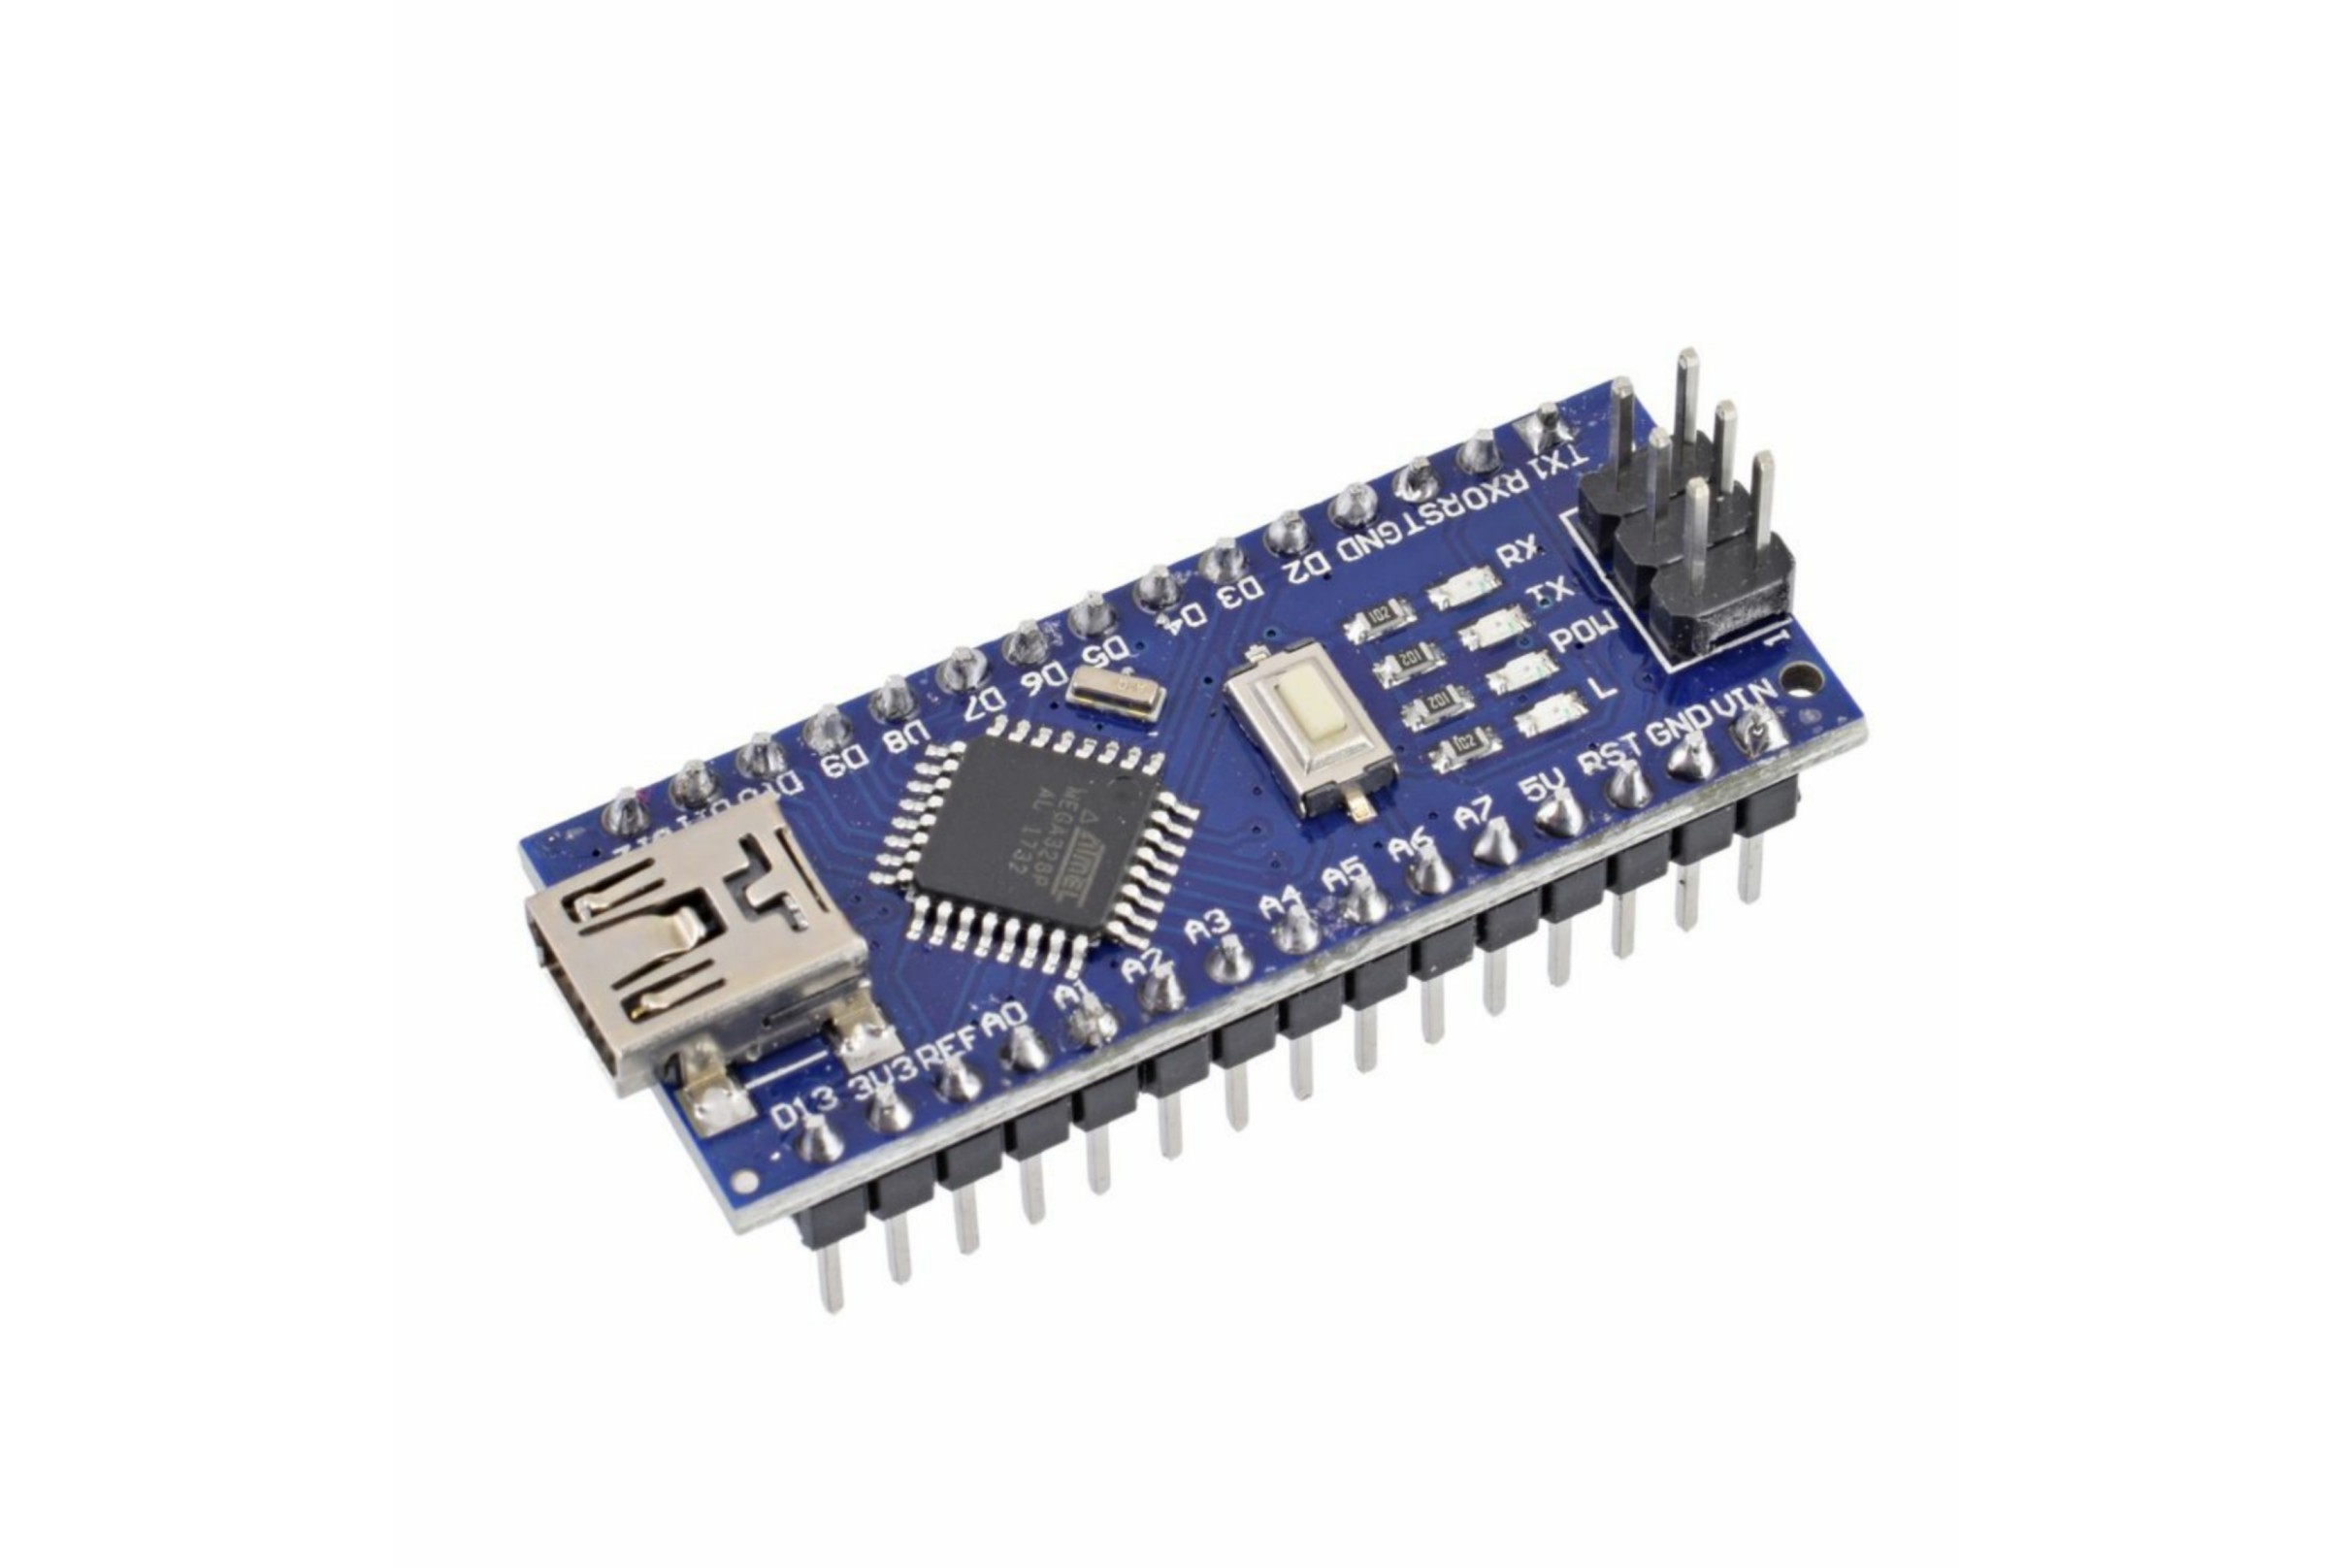 TX1 RX0 RST GND D2 D3 D4 D5 D6 D7 D8 D9 D10
RX
TX
POW
L
1
102
102
102
102
ATMEL
MEGA328P
AL 1732
D13 3V3 REF A0 A1 A2 A3 A4 A5 A6 A7 5V RST GND VIN